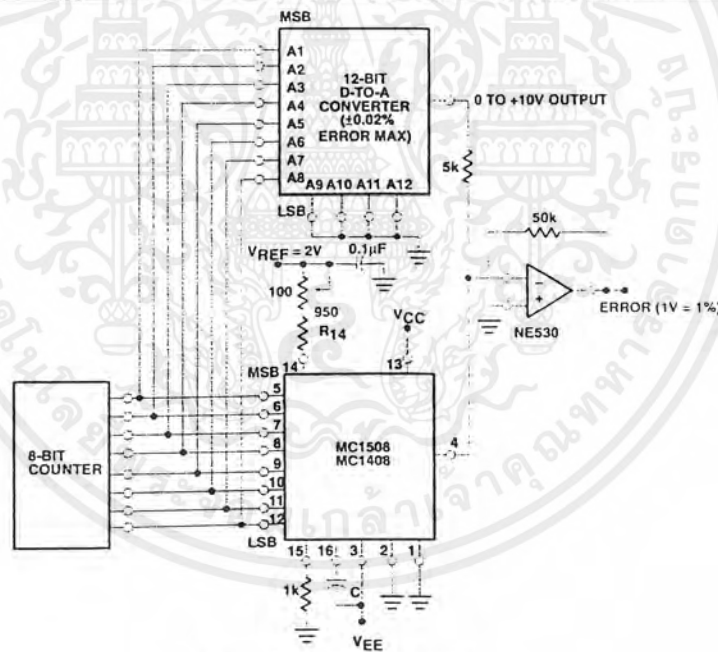 MSB
A1
A2
A3
A4
A5
A6
A7
A8
12-BIT
D-TO-A
CONVERTER
(±0.02%
ERROR MAX)
A9 A10 A11 A12
LSB
0 TO +10V OUTPUT
5k
50k
VREF = 2V
0.1µF
100
950
R14
VCC
−
+
NE530
ERROR (1V = 1%)
14
13
MSB
8-BIT
COUNTER
5
6
7
8
9
10
11
12
MC1508
MC1408
4
LSB
15 16 3 2 1
1k
C
VEE